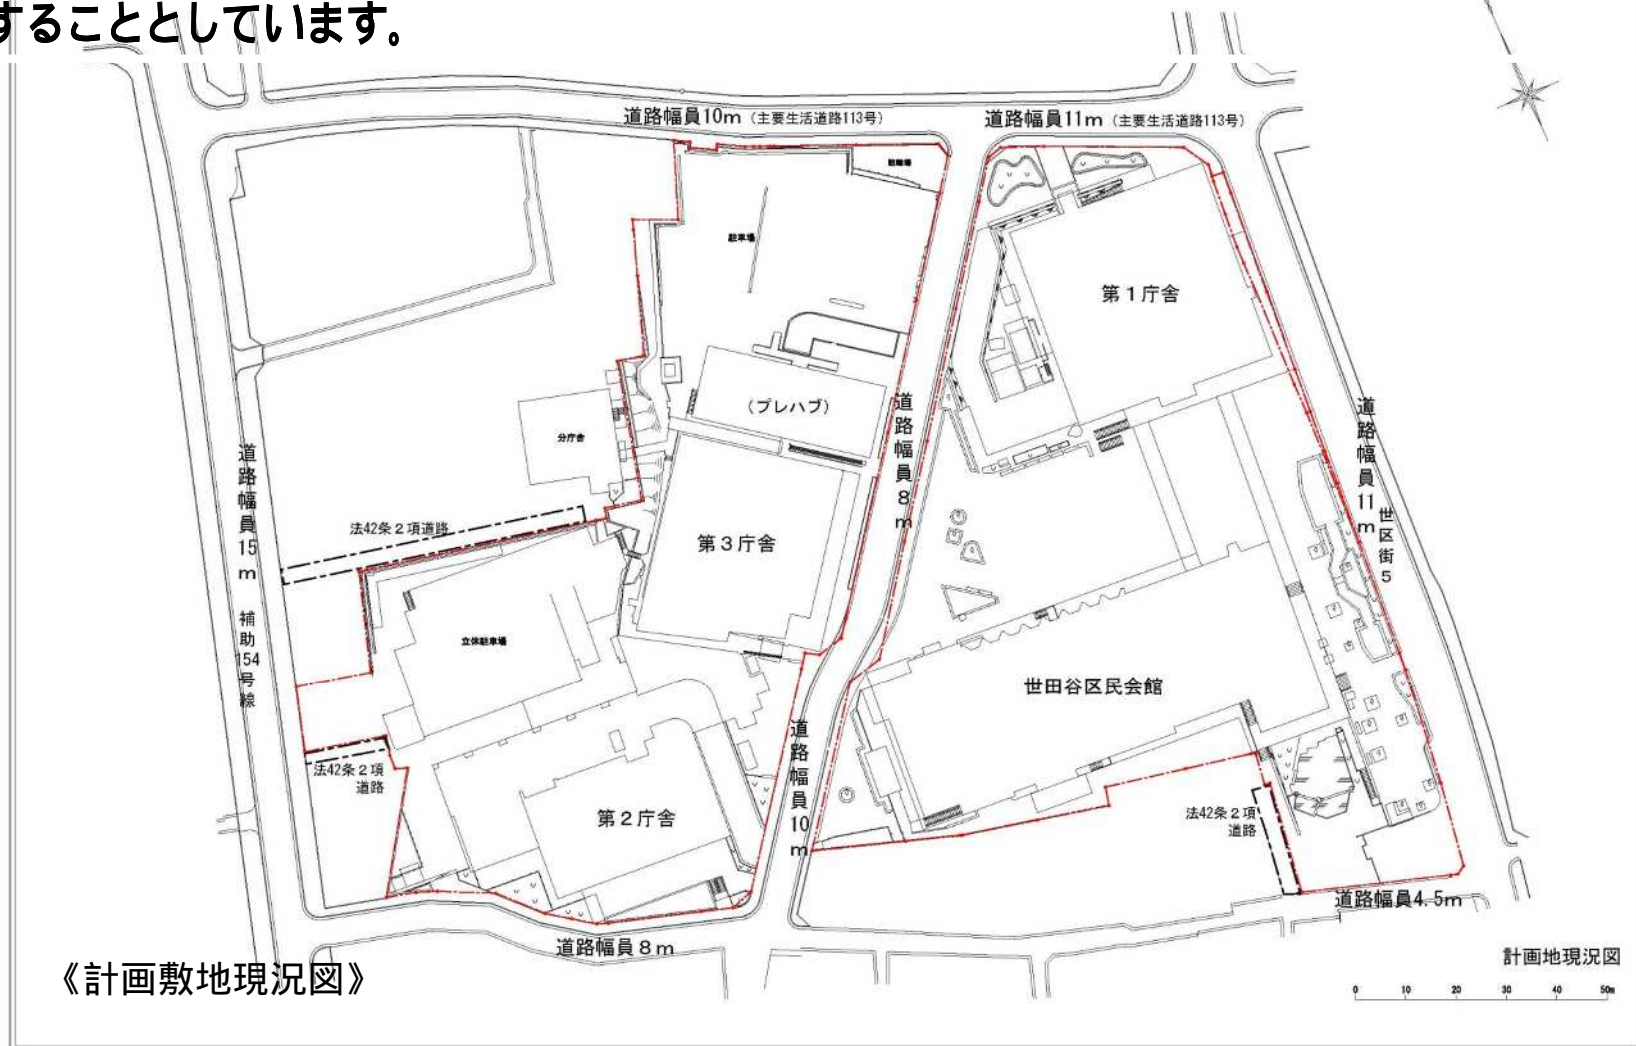 することとしています。
道路幅員10m（主要生活道路113号）
道路幅員11m（主要生活道路113号）
駐輪場
駐車場
第１庁舎
（プレハブ）
道路幅員８m
道路幅員11m
世区街５
分庁舎
道路幅員15m
補助154号線
法42条２項道路
第３庁舎
立体駐車場
世田谷区民会館
道路幅員10m
法42条２項
道路
第２庁舎
法42条２項
道路
道路幅員4.5m
道路幅員８m
《計画敷地現況図》
計画地現況図
0 10 20 30 40 50m